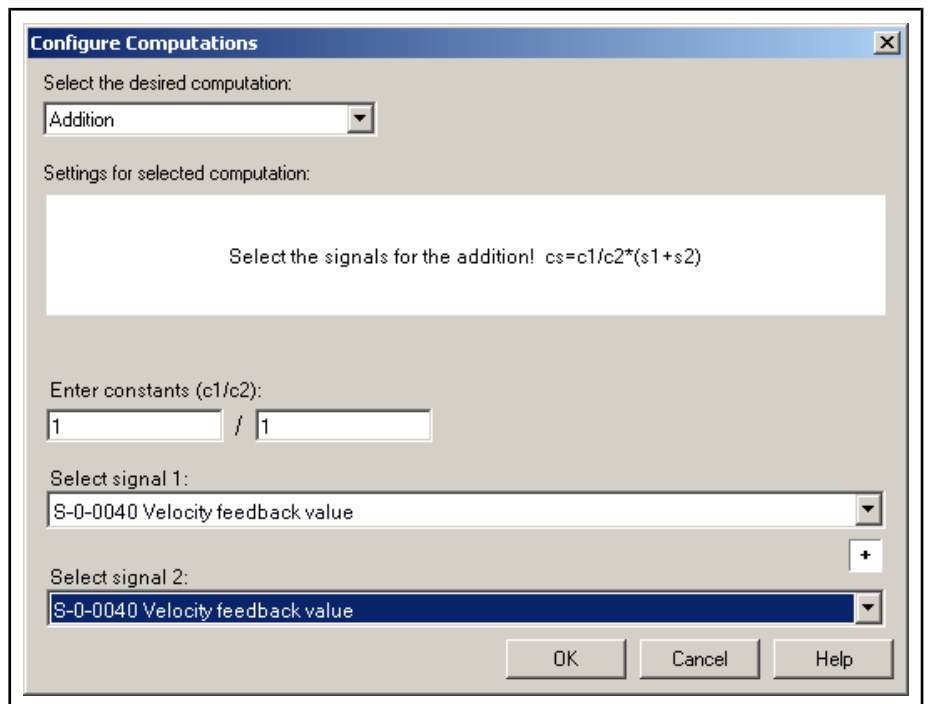 Configure Computations
Select the desired computation:
Addition
Settings for selected computation:
Select the signals for the addition! cs=c1/c2*(s1+s2)
Enter constants (c1/c2):
1 / 1
Select signal 1:
S-0-0040 Velocity feedback value
+
Select signal 2:
S-0-0040 Velocity feedback value
OK Cancel Help